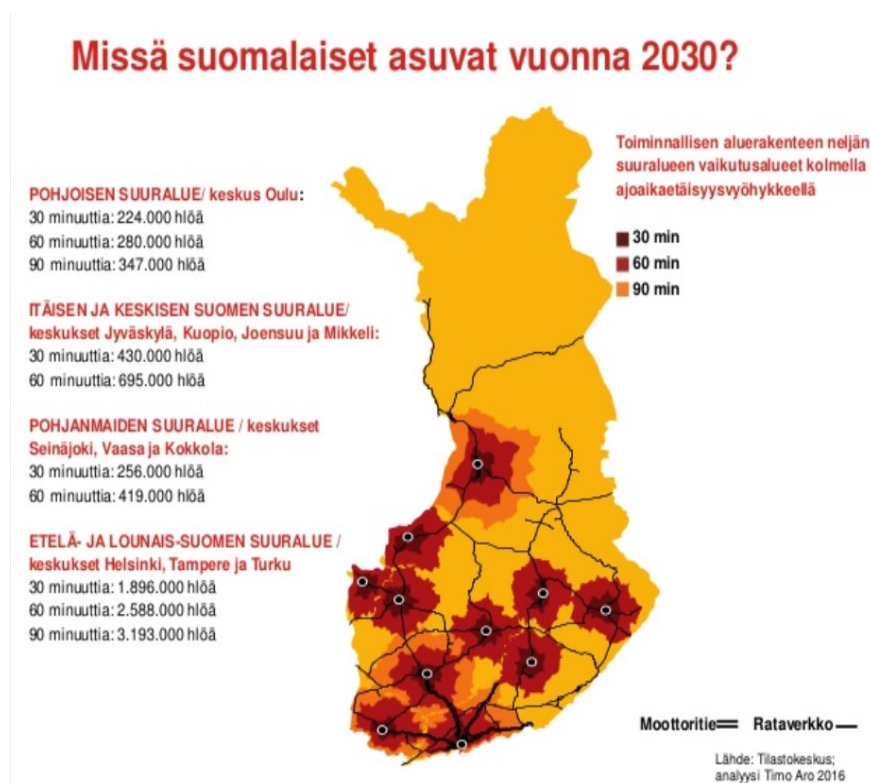 Missä suomalaiset asuvat vuonna 2030?
POHJOISEN SUURALUE/ keskus Oulu:
30 minuuttia: 224.000 hlöä
60 minuuttia: 280.000 hlöä
90 minuuttia: 347.000 hlöä
ITÄISEN JA KESKISEN SUOMEN SUURALUE/
keskukset Jyväskylä, Kuopio, Joensuu ja Mikkeli:
30 minuuttia: 430.000 hlöä
60 minuuttia: 695.000 hlöä
POHJANMAIDEN SUURALUE / keskukset
Seinäjoki, Vaasa ja Kokkola:
30 minuuttia: 256.000 hlöä
60 minuuttia: 419.000 hlöä
ETELÄ- JA LOUNAIS-SUOMEN SUURALUE /
keskukset Helsinki, Tampere ja Turku
30 minuuttia: 1.896.000 hlöä
60 minuuttia: 2.588.000 hlöä
90 minuuttia: 3.193.000 hlöä
Toiminnallisen aluerakenteen neljän
suuralueen vaikutusalueet kolmella
ajoaikaetäisyysvyöhykkeellä
30 min
60 min
90 min
Moottoritie Rataverkko
Lähde: Tilastokeskus;
analyysi Timo Aro 2016